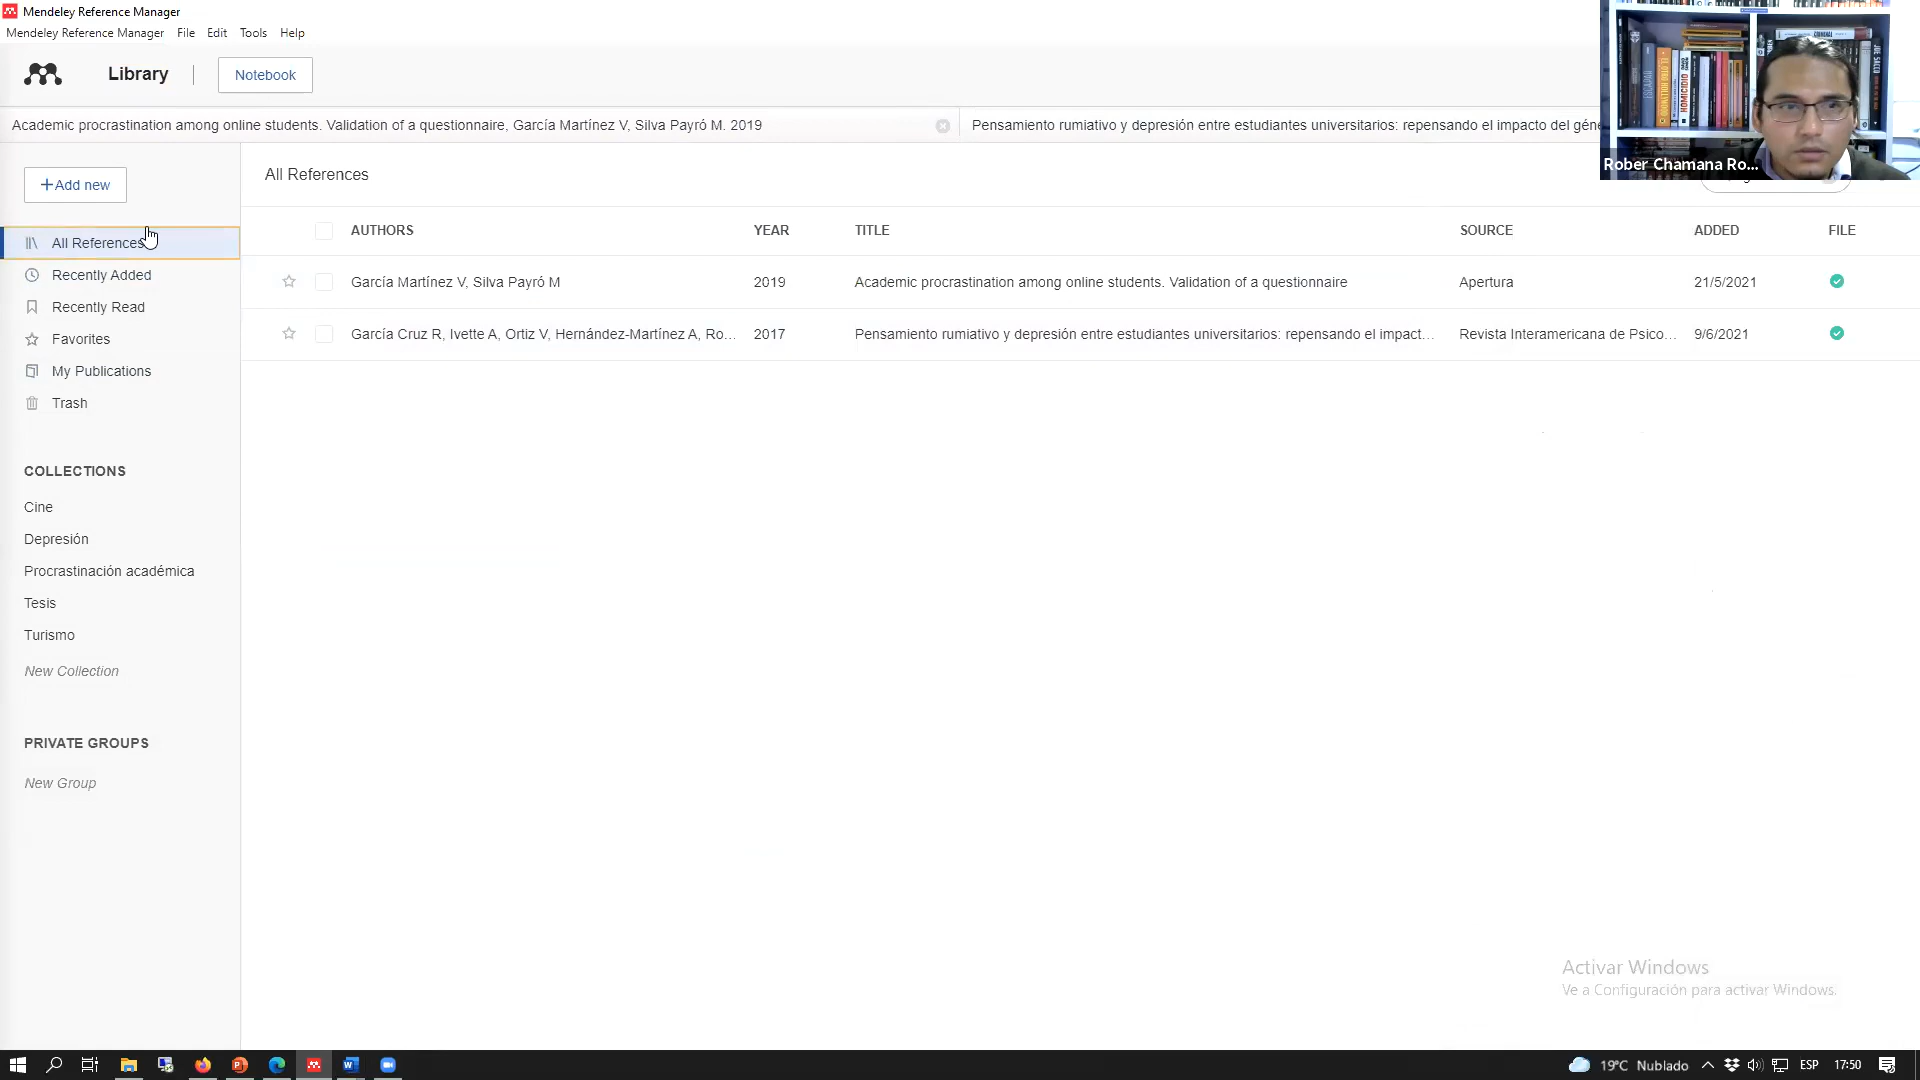 Mendeley Reference Manager
Mendeley Reference Manager File Edit Tools Help
Library
Notebook
Academic procrastination among online students. Validation of a questionnaire, García Martínez V, Silva Payró M. 2019
Pensamiento rumiativo y depresión entre estudiantes universitarios: repensando el impacto del géne
Rober Chamana Ro...
HOMICIDIO
Add new
All References
Recently Added
Recently Read
Favorites
My Publications
Trash
COLLECTIONS
Cine
Depresión
Procrastinación académica
Tesis
Turismo
New Collection
PRIVATE GROUPS
New Group
All References
AUTHORS YEAR TITLE SOURCE ADDED FILE
García Martínez V, Silva Payró M 2019 Academic procrastination among online students. Validation of a questionnaire Apertura 21/5/2021
García Cruz R, Ivette A, Ortiz V, Hernández-Martínez A, Ro... 2017 Pensamiento rumiativo y depresión entre estudiantes universitarios: repensando el impact... Revista Interamericana de Psico... 9/6/2021
Activar Windows
Ve a Configuración para activar Windows.
19°C Nublado ESP 17:50